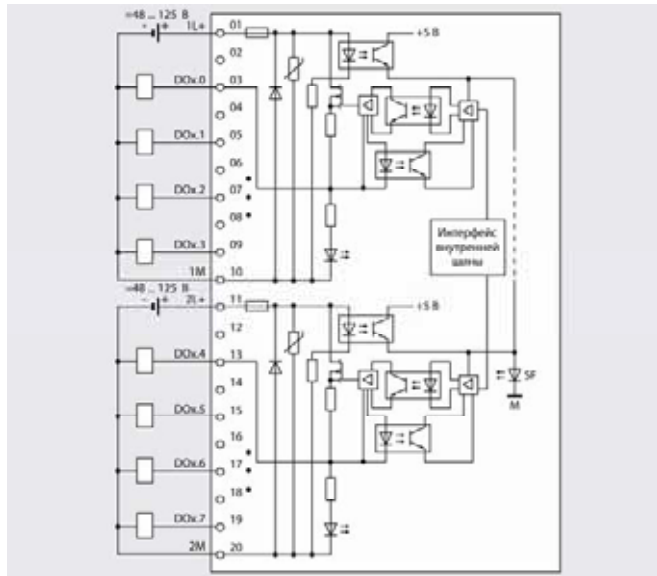 =48 ... 125 В
- + 1L+
01
02
DOx.0 03
04
DOx.1 05
06
DOx.2 07
08
DOx.3 09
1M 10
+5 В
Интерфейс
внутренней
шины
=48 ... 125 В
- + 2L+
11
12
DOx.4 13
14
DOx.5 15
16
DOx.6 17
18
DOx.7 19
2M 20
+5 В
SF
M